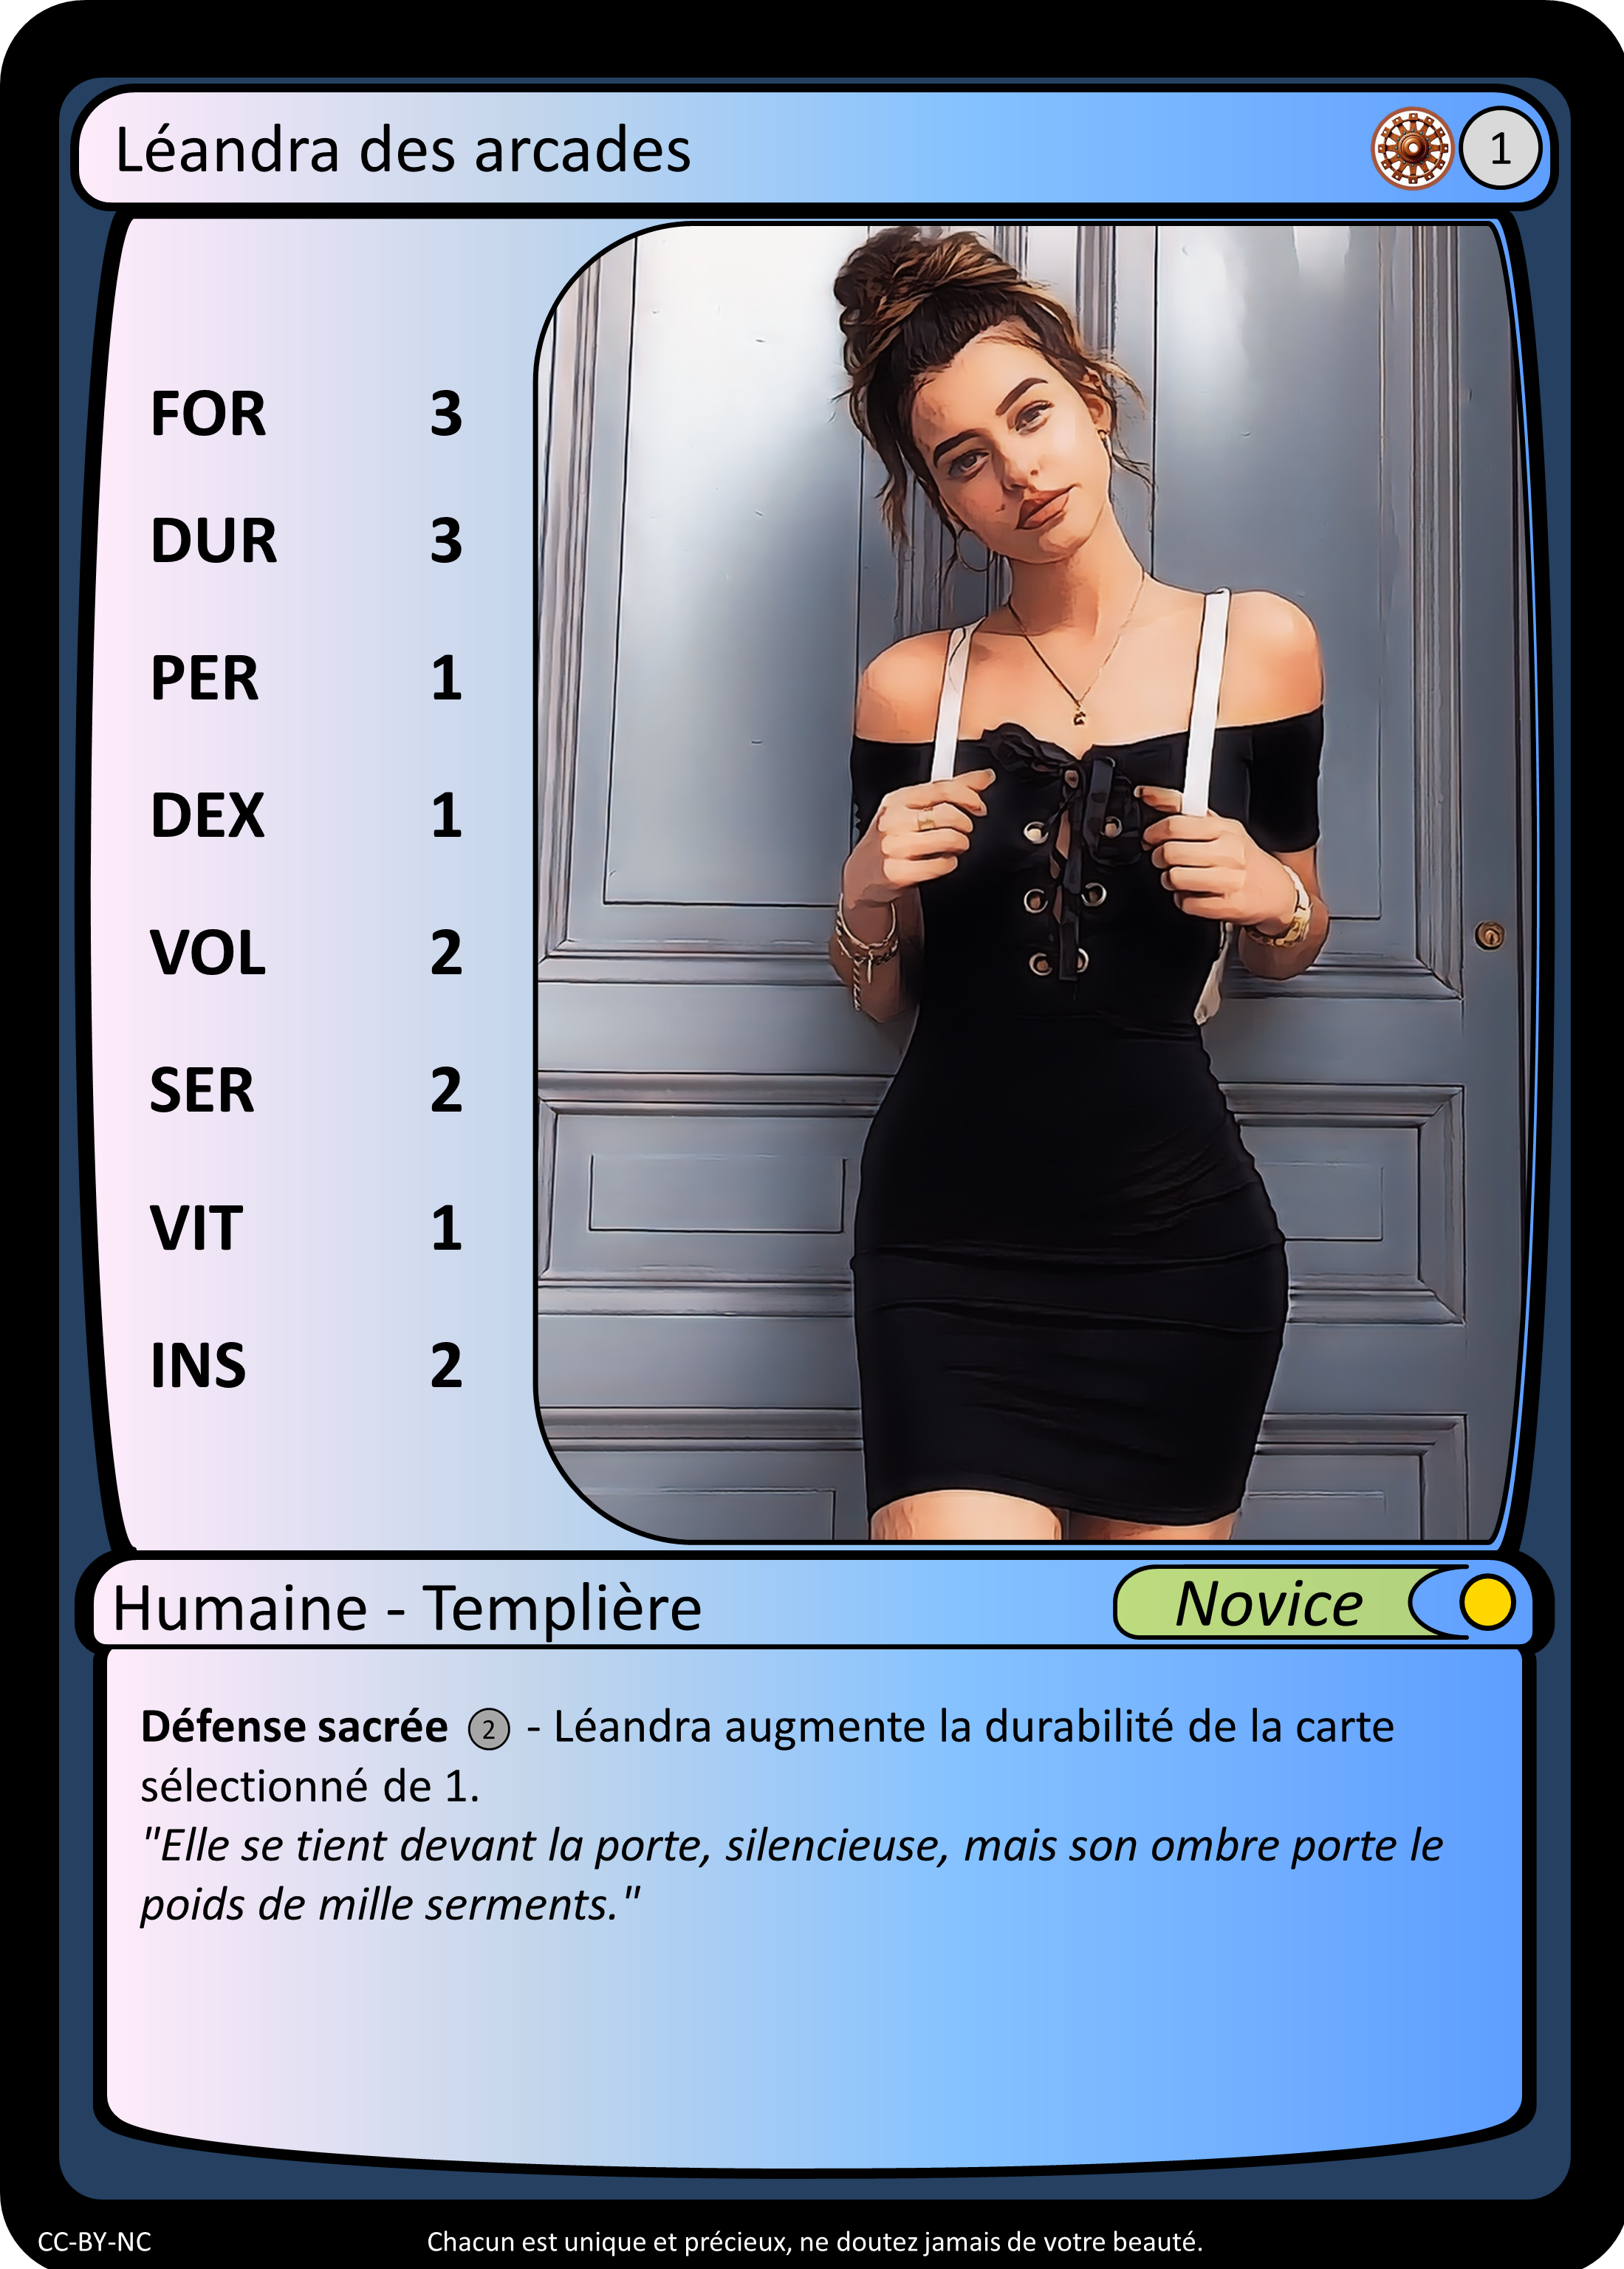 Léandra des arcades 1
FOR 3
DUR 3
PER 1
DEX 1
VOL 2
SER 2
VIT 1
INS 2
Humaine - Templière Novice
Défense sacrée 2 - Léandra augmente la durabilité de la carte
sélectionné de 1.
"Elle se tient devant la porte, silencieuse, mais son ombre porte le
poids de mille serments."
CC-BY-NC Chacun est unique et précieux, ne doutez jamais de votre beauté.